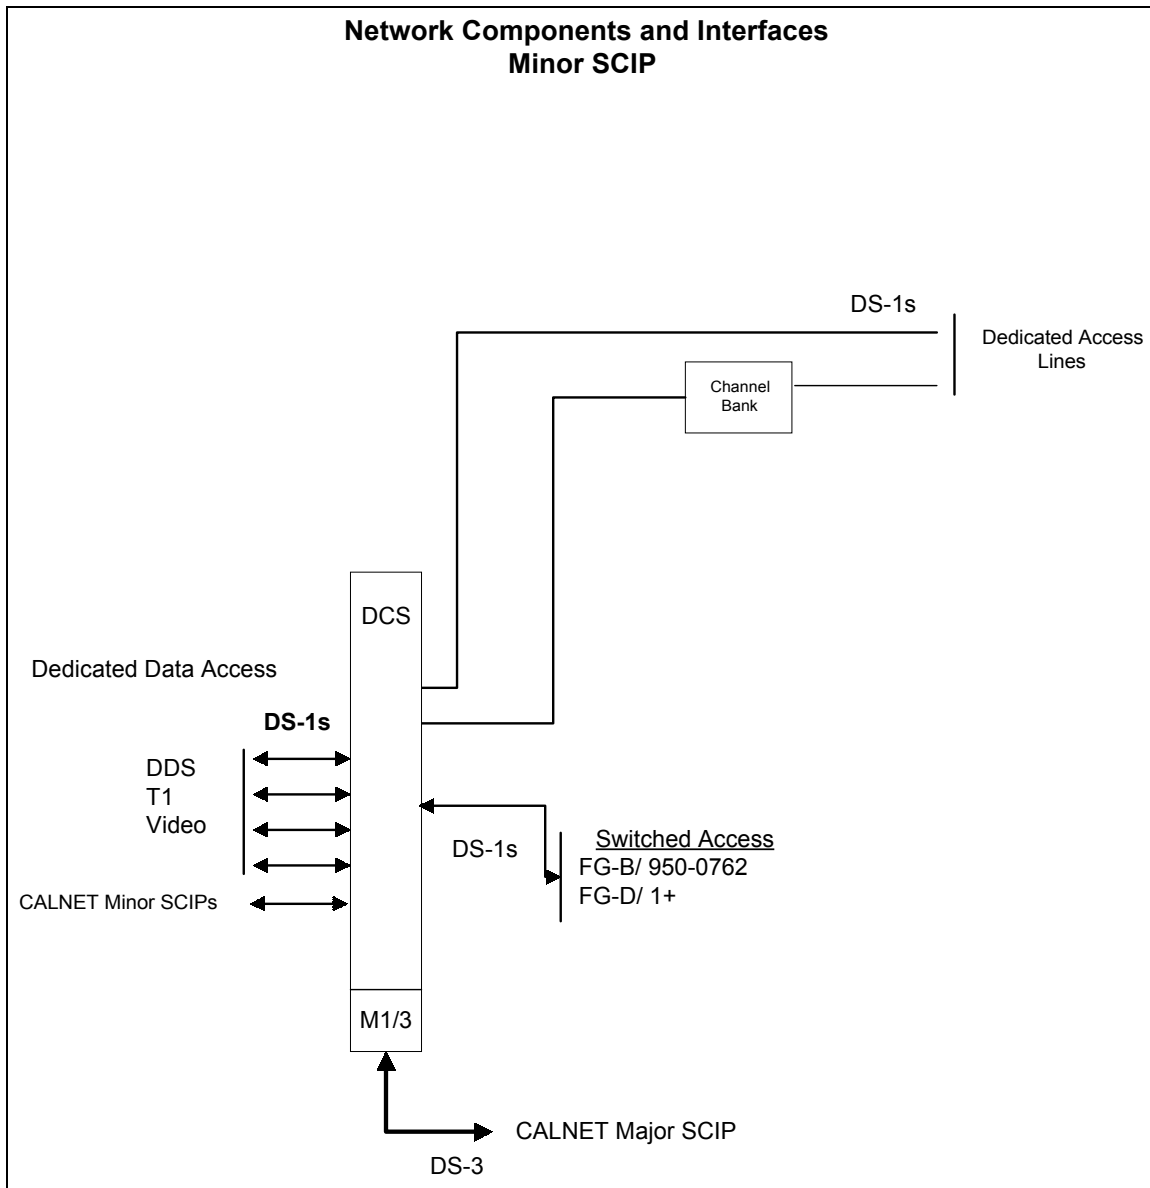 Network Components and Interfaces
Minor SCIP
DS-1s
Dedicated Access
Lines
Channel
Bank
DCS
Dedicated Data Access
DS-1s
DDS
T1
Video
CALNET Minor SCIPs
DS-1s
Switched Access
FG-B/ 950-0762
FG-D/ 1+
M1/3
CALNET Major SCIP
DS-3